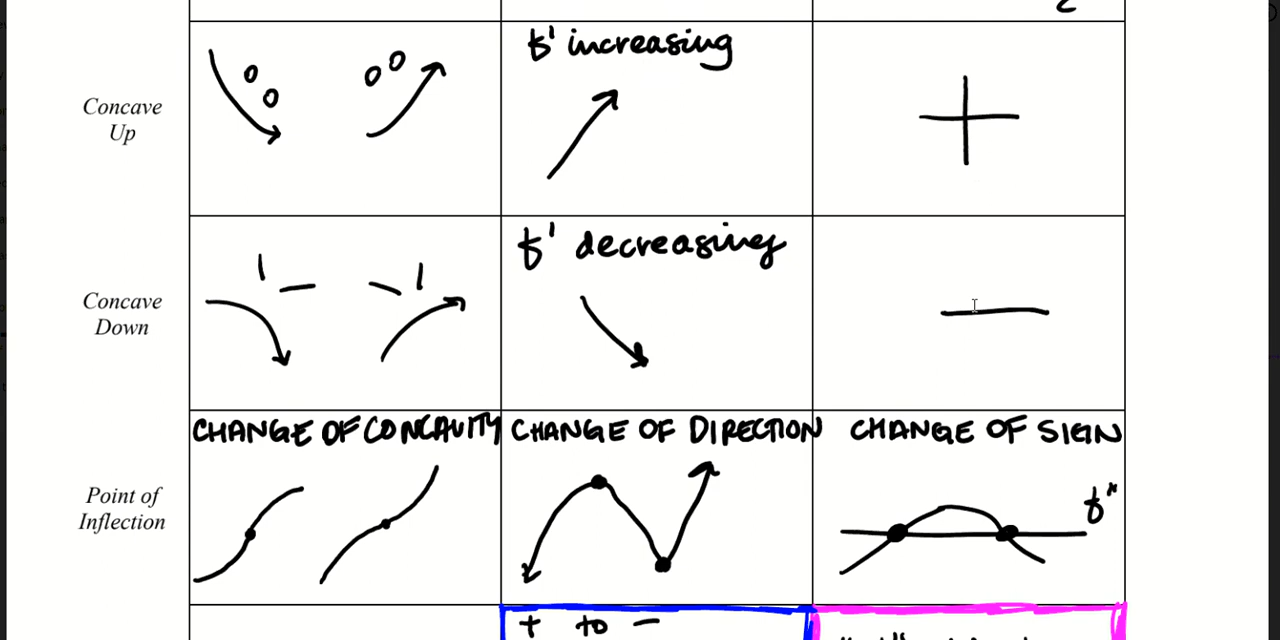 f' increasing
Concave
Up
+
f' decreasing
Concave
Down
−
CHANGE OF CONCAVITY CHANGE OF DIRECTION CHANGE OF SIGN
Point of
Inflection
f"
+ to −